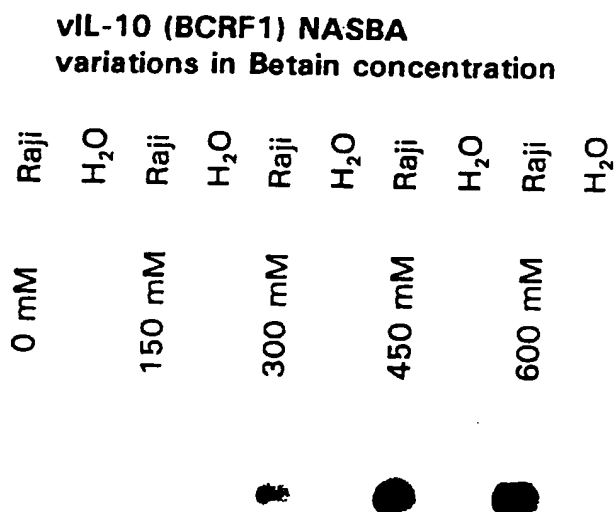 vIL-10 (BCRF1) NASBA
variations in Betain concentration
Raji H₂O Raji H₂O Raji H₂O Raji H₂O Raji H₂O
0 mM 150 mM 300 mM 450 mM 600 mM